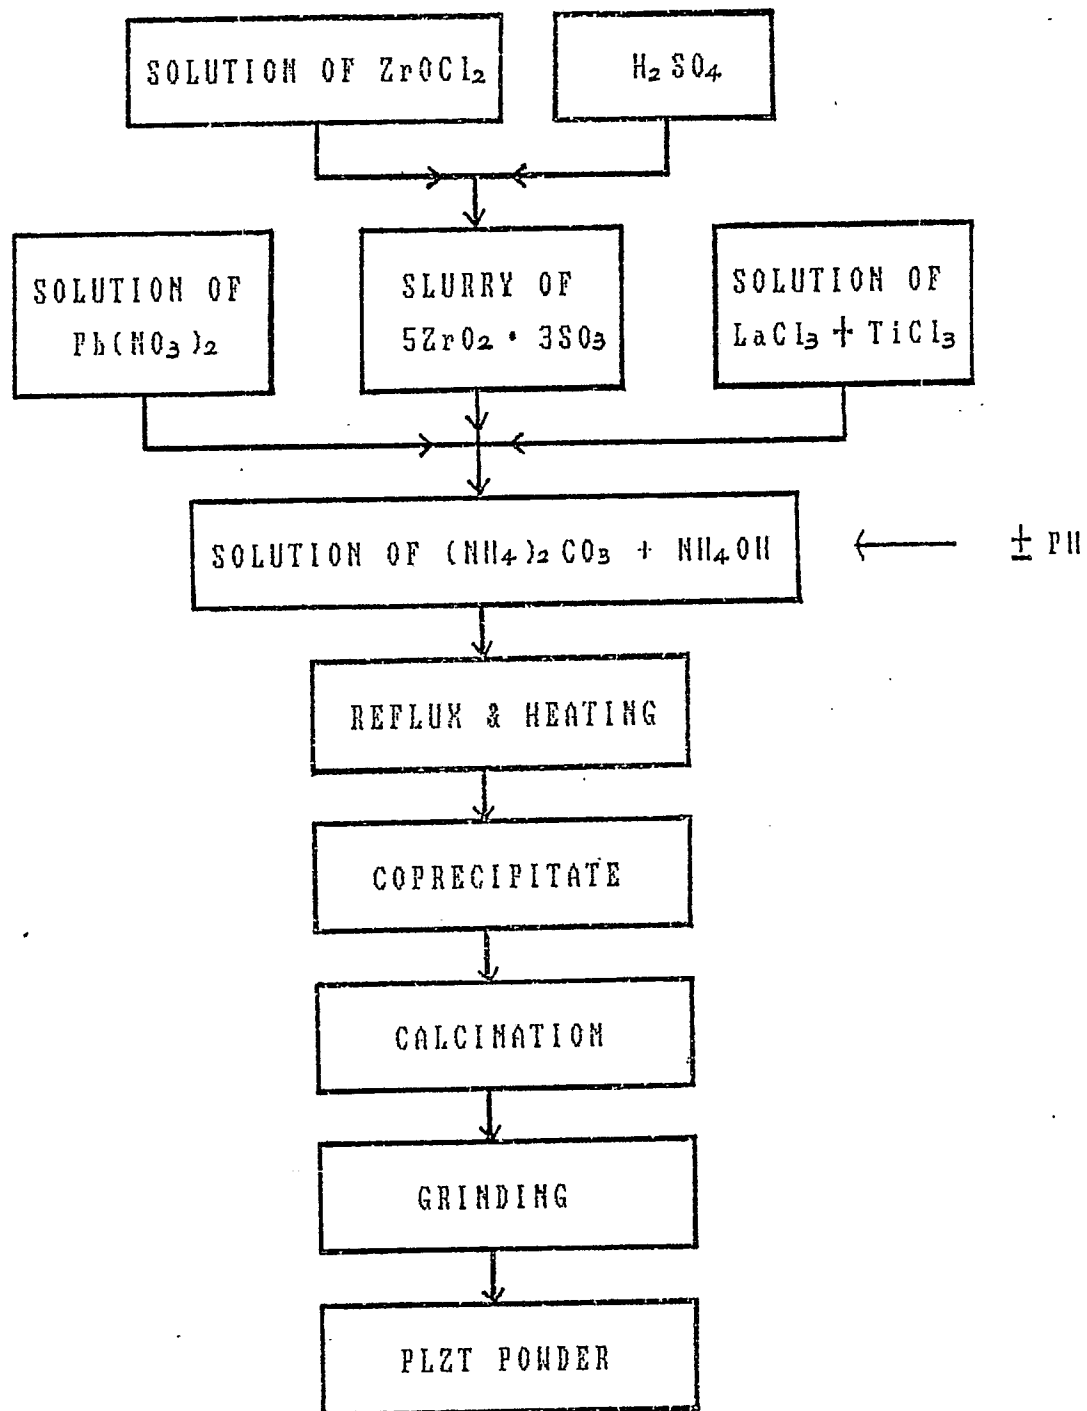 SOLUTION OF ZrOCl₂
H₂SO₄
SOLUTION OF
Pb(NO₃)₂
SLURRY OF
5ZrO₂ · 3SO₃
SOLUTION OF
LaCl₃ + TiCl₃
SOLUTION OF (NH₄)₂CO₃ + NH₄OH
± PH
REFLUX & HEATING
COPRECIPITATE
CALCINATION
GRINDING
PLZT POWDER